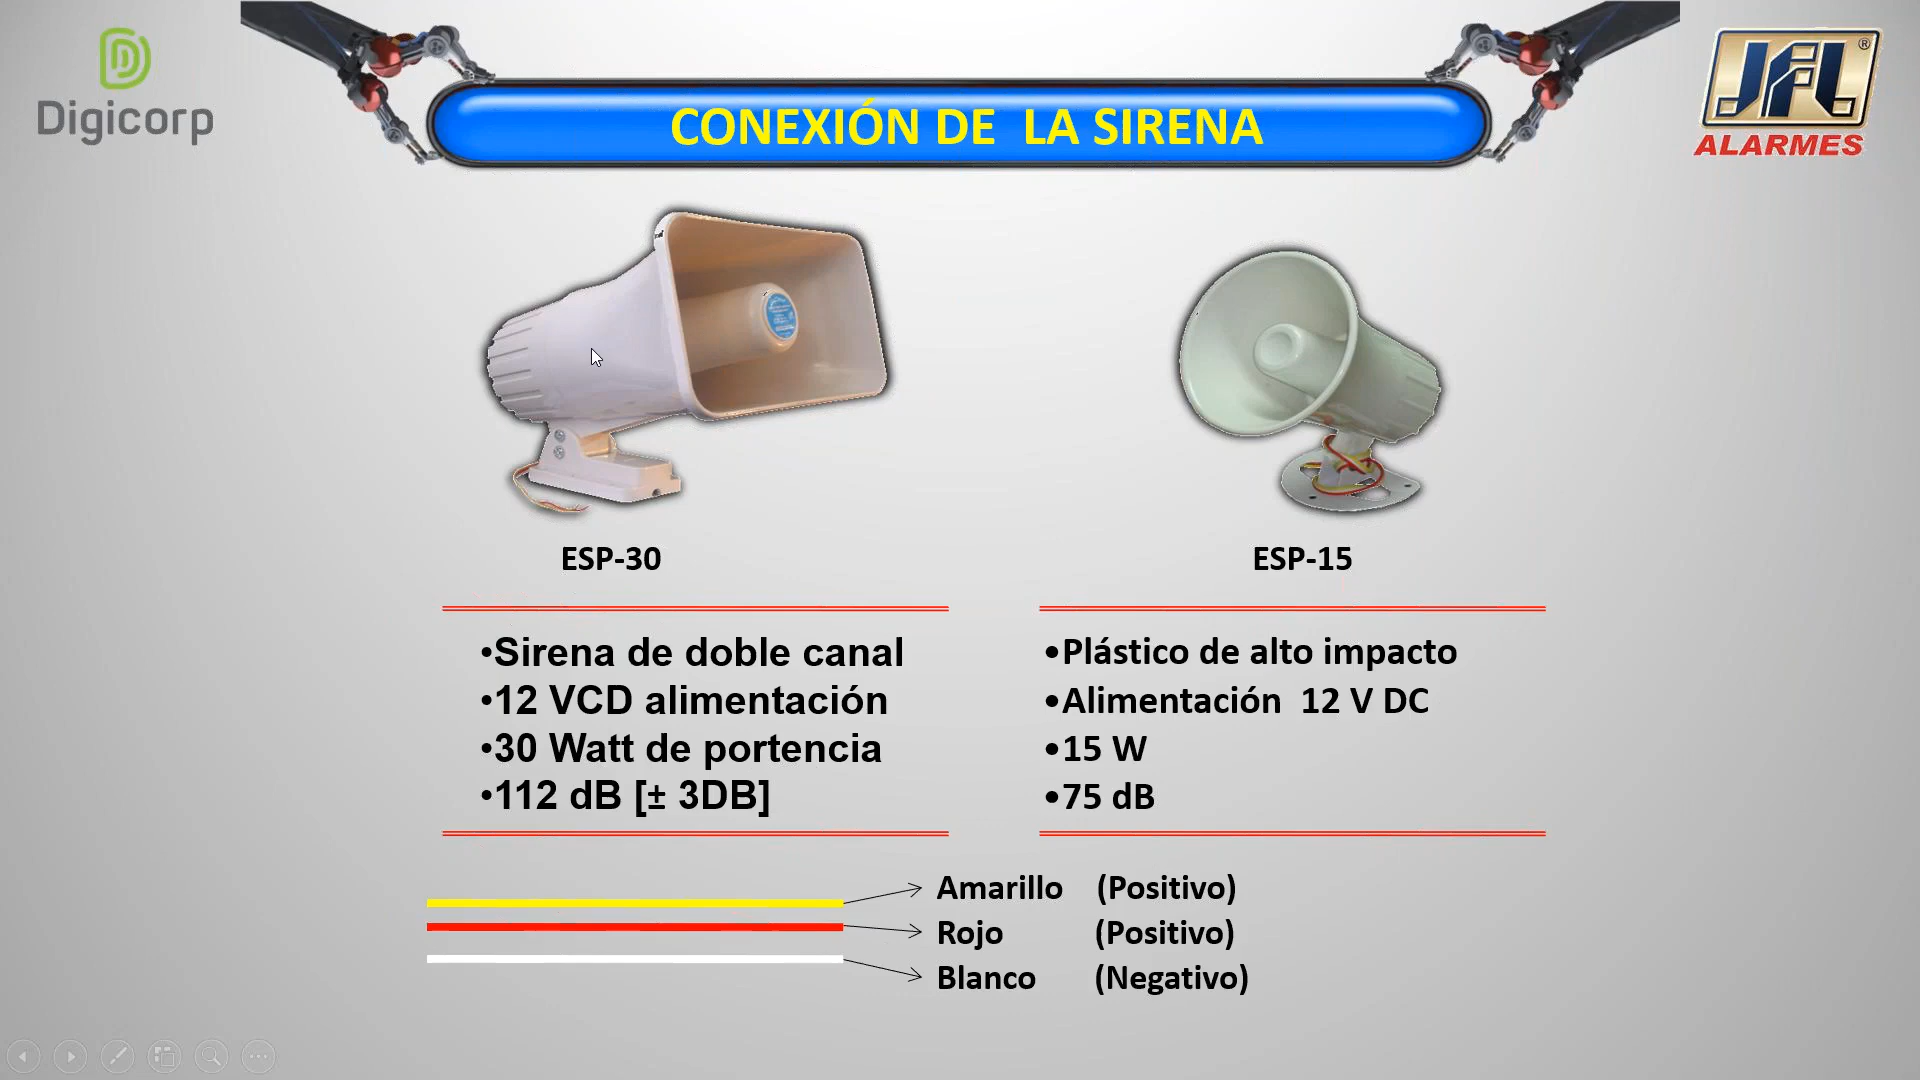 Digicorp
CONEXIÓN DE LA SIRENA
JFL®
ALARMES
ESP-30
ESP-15
•Sirena de doble canal
•12 VCD alimentación
•30 Watt de portencia
•112 dB [± 3DB]
•Plástico de alto impacto
•Alimentación 12 V DC
•15 W
•75 dB
Amarillo (Positivo)
Rojo (Positivo)
Blanco (Negativo)